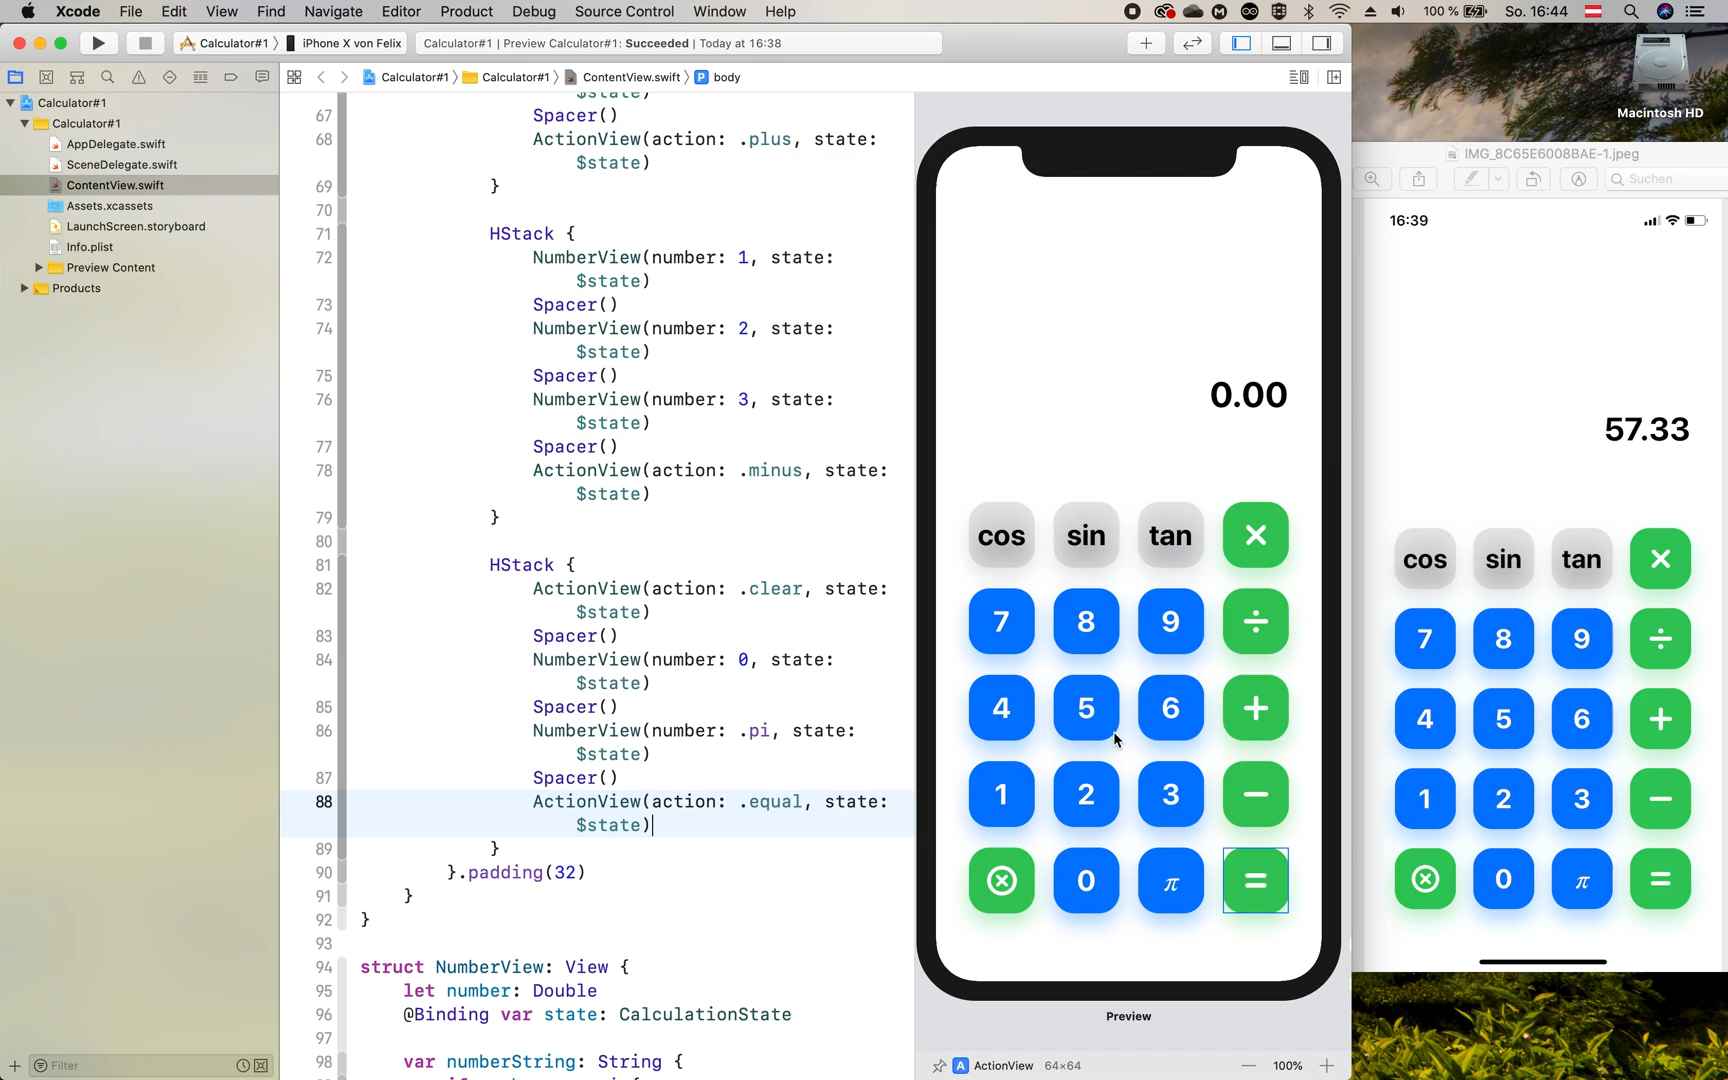 Xcode File Edit View Find Navigate Editor Product Debug Source Control Window Help
100 % So. 16:44
Calculator#1 〉 iPhone X von Felix
Calculator#1 | Preview Calculator#1: Succeeded | Today at 16:38
Calculator#1 〉 Calculator#1 〉 ContentView.swift 〉 P body
Calculator#1
Calculator#1
AppDelegate.swift
SceneDelegate.swift
ContentView.swift
Assets.xcassets
LaunchScreen.storyboard
Info.plist
Preview Content
Products
Filter
$state)
67 Spacer()
68 ActionView(action: .plus, state:
$state)
69 }
70
71 HStack {
72 NumberView(number: 1, state:
$state)
73 Spacer()
74 NumberView(number: 2, state:
$state)
75 Spacer()
76 NumberView(number: 3, state:
$state)
77 Spacer()
78 ActionView(action: .minus, state:
$state)
79 }
80
81 HStack {
82 ActionView(action: .clear, state:
$state)
83 Spacer()
84 NumberView(number: 0, state:
$state)
85 Spacer()
86 NumberView(number: .pi, state:
$state)
87 Spacer()
88 ActionView(action: .equal, state:
$state)
89 }
90 }.padding(32)
91 }
92 }
93
94 struct NumberView: View {
95 let number: Double
96 @Binding var state: CalculationState
97
98 var numberString: String {
0.00
cos sin tan ×
7 8 9 ÷
4 5 6 +
1 2 3 −
⊗ 0 π =
Preview
A ActionView 64×64
100%
Macintosh HD
IMG_8C65E6008BAE-1.jpeg
Suchen
16:39
57.33
cos sin tan ×
7 8 9 ÷
4 5 6 +
1 2 3 −
⊗ 0 π =